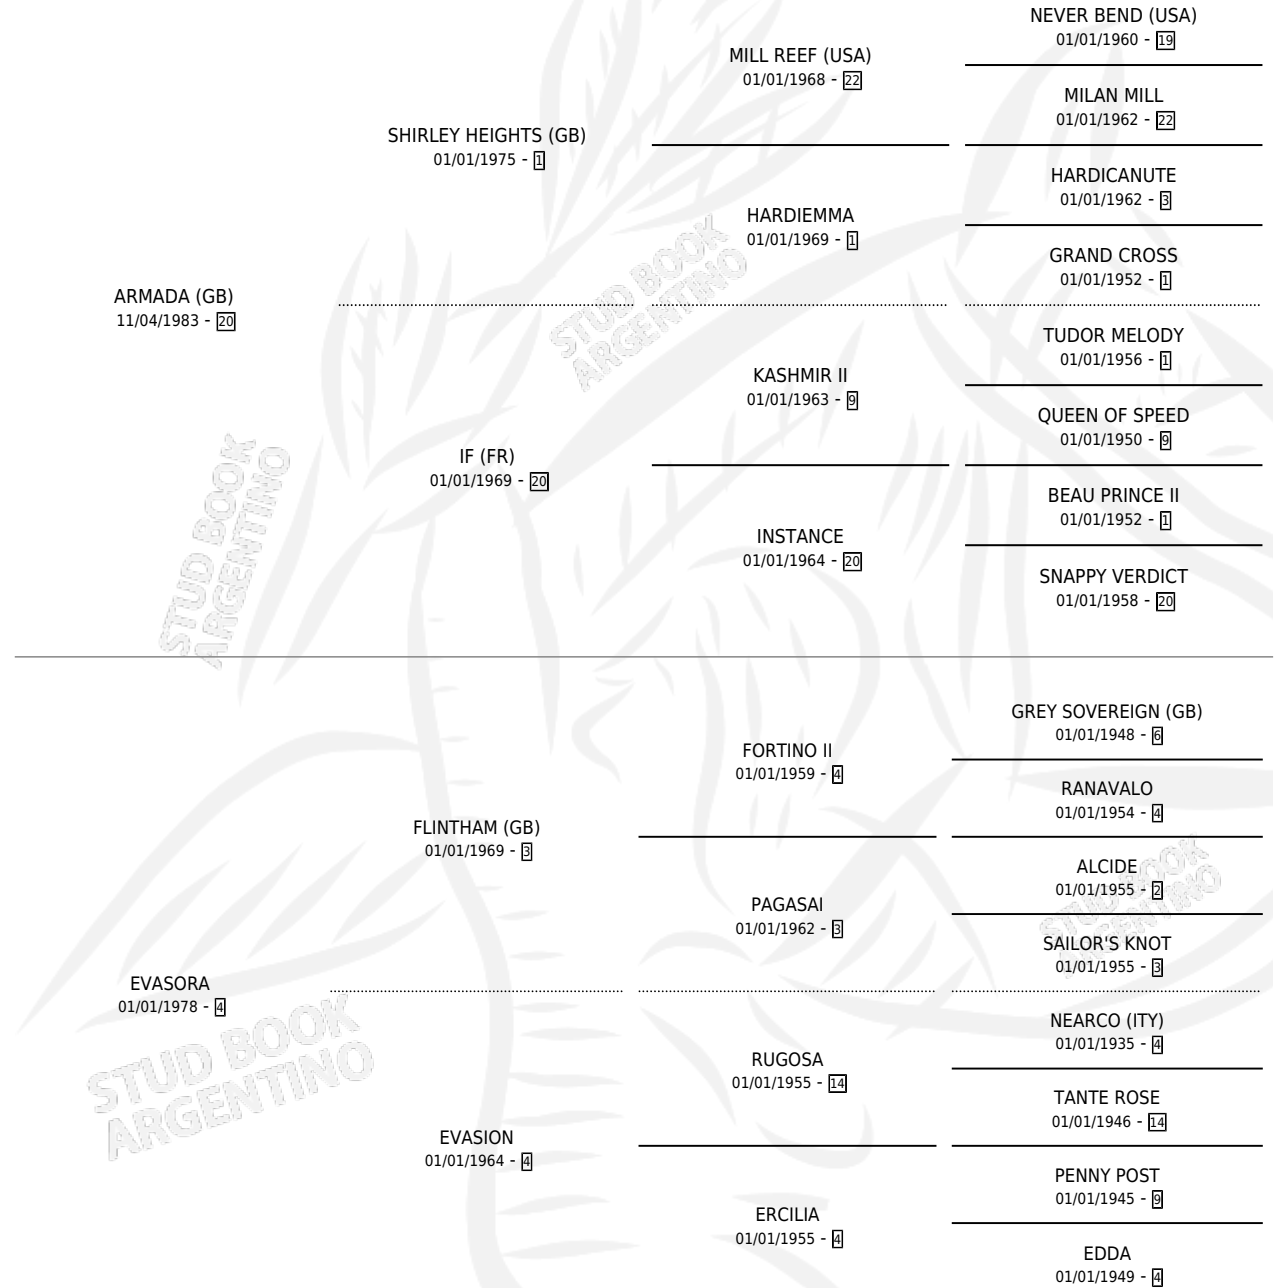 NEVER BEND (USA)
01/01/1960 - 19
MILL REEF (USA)
01/01/1968 - 22
MILAN MILL
01/01/1962 - 22
SHIRLEY HEIGHTS (GB)
01/01/1975 - 1
HARDICANUTE
01/01/1962 - 3
HARDIEMMA
01/01/1969 - 1
GRAND CROSS
01/01/1952 - 1
ARMADA (GB)
11/04/1983 - 20
TUDOR MELODY
01/01/1956 - 1
KASHMIR II
01/01/1963 - 9
QUEEN OF SPEED
01/01/1950 - 9
IF (FR)
01/01/1969 - 20
BEAU PRINCE II
01/01/1952 - 1
INSTANCE
01/01/1964 - 20
SNAPPY VERDICT
01/01/1958 - 20
GREY SOVEREIGN (GB)
01/01/1948 - 6
FORTINO II
01/01/1959 - 4
RANAVALO
01/01/1954 - 4
FLINTHAM (GB)
01/01/1969 - 3
ALCIDE
01/01/1955 - 2
PAGASAI
01/01/1962 - 3
SAILOR'S KNOT
01/01/1955 - 3
EVASORA
01/01/1978 - 4
NEARCO (ITY)
01/01/1935 - 4
RUGOSA
01/01/1955 - 14
TANTE ROSE
01/01/1946 - 14
EVASION
01/01/1964 - 4
PENNY POST
01/01/1945 - 9
ERCILIA
01/01/1955 - 4
EDDA
01/01/1949 - 4
STUD BOOK
ARGENTINO
STUD BOOK
ARGENTINO
STUD BOOK
ARGENTINO
STUD BOOK
ARGENTINO